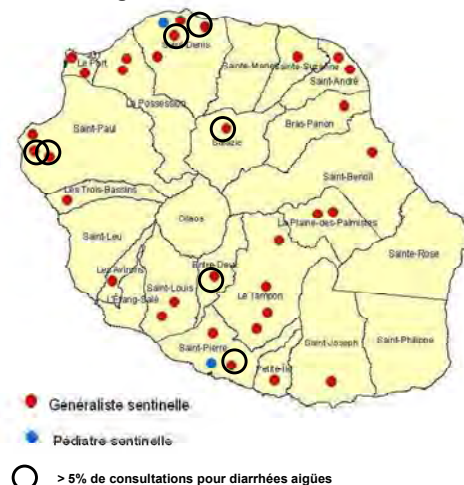 Le Port
Saint-Denis
Sainte-Marie
Sainte-Suzanne
Saint-André
La Possession
Saint-Paul
Salazie
Bras-Panon
Saint-Benoît
Les Trois-Bassins
Cilaos
La Plaine-des-Palmistes
Saint-Leu
Sainte-Rose
Entre-Deux
Les Avirons
Saint-Louis
L'Étang-Salé
Le Tampon
Saint-Pierre
Petite-Ile
Saint-Joseph
Saint-Philippe
Généraliste sentinelle
Pédiatre sentinelle
> 5% de consultations pour diarrhées aigües